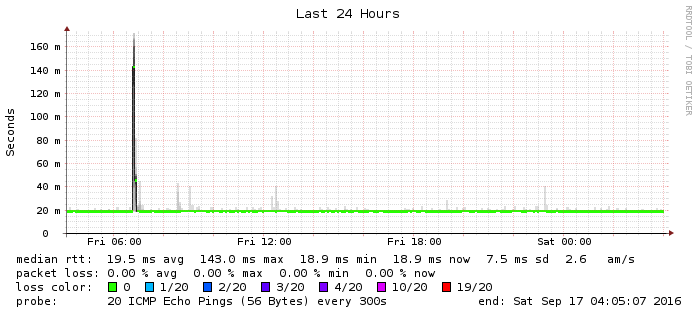 Last 24 Hours
RRDTOOL / TOBI OETIKER
Seconds
160 m
140 m
120 m
100 m
80 m
60 m
40 m
20 m
0
Fri 06:00 Fri 12:00 Fri 18:00 Sat 00:00
median rtt: 19.5 ms avg 143.0 ms max 18.9 ms min 18.9 ms now 7.5 ms sd 2.6 am/s
packet loss: 0.00 % avg 0.00 % max 0.00 % min 0.00 % now
loss color: 0 1/20 2/20 3/20 4/20 10/20 19/20
probe: 20 ICMP Echo Pings (56 Bytes) every 300s end: Sat Sep 17 04:05:07 2016